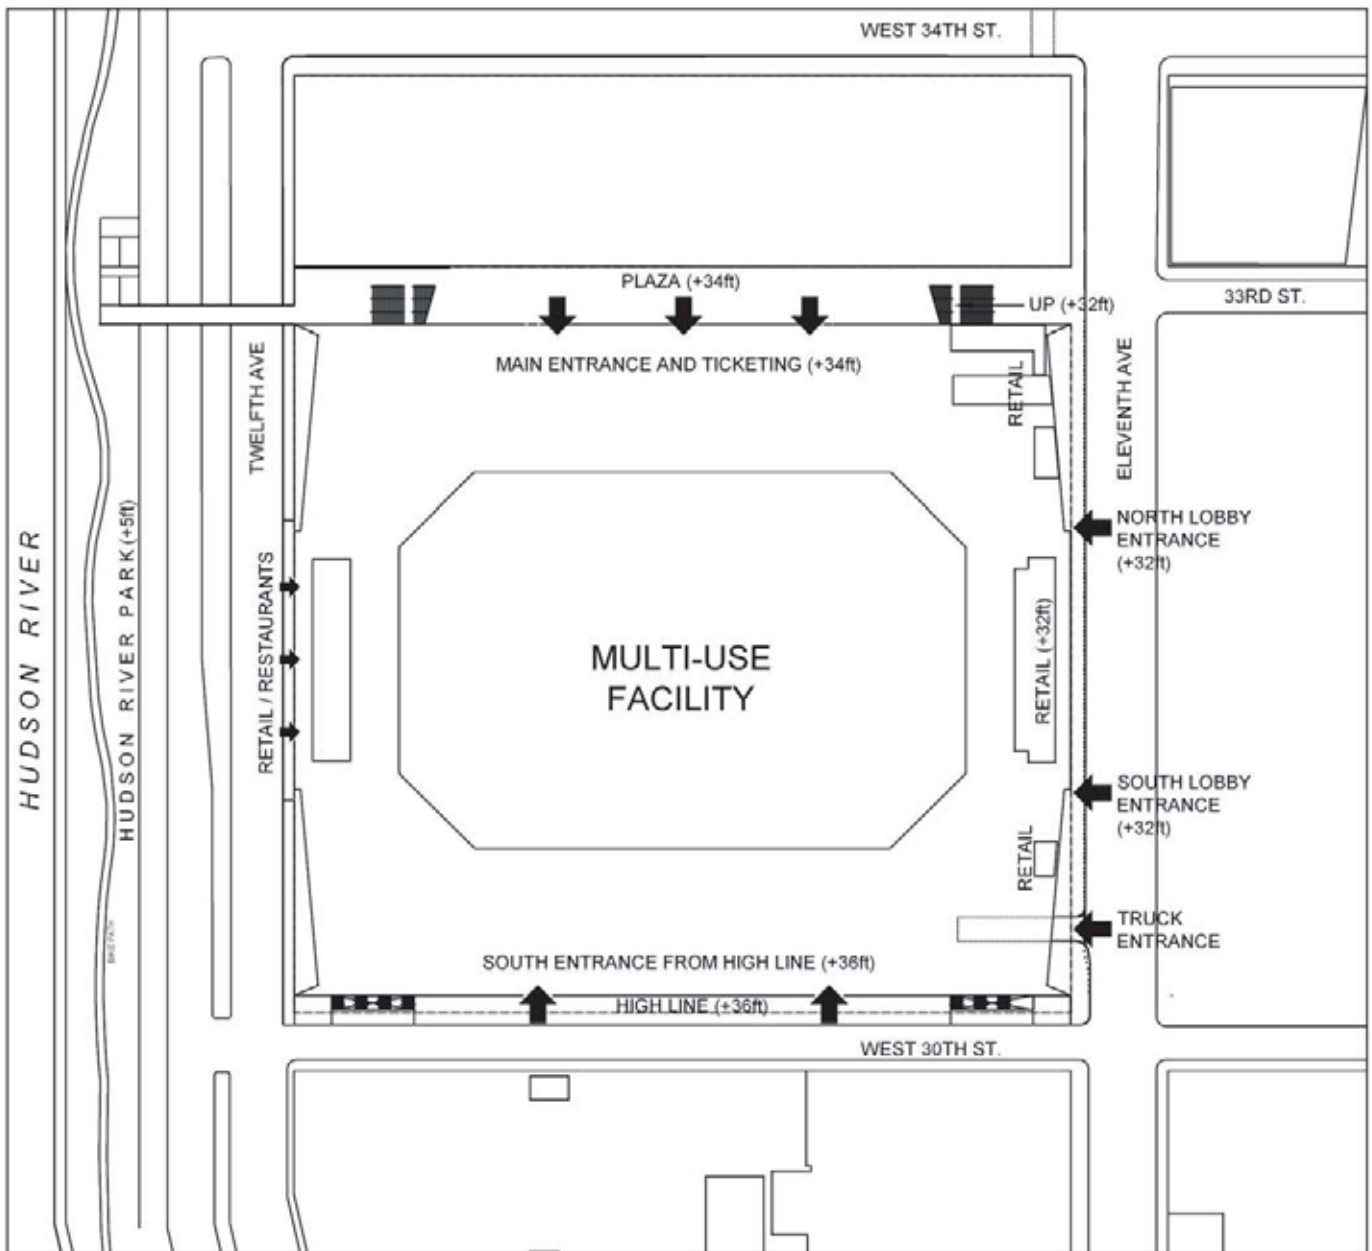 WEST 34TH ST.
PLAZA (+34ft)
UP (+32ft)
33RD ST.
MAIN ENTRANCE AND TICKETING (+34ft)
TWELFTH AVE
RETAIL
ELEVENTH AVE
NORTH LOBBY
ENTRANCE
(+32ft)
HUDSON RIVER
HUDSON RIVER PARK (+5ft)
RETAIL / RESTAURANTS
MULTI-USE
FACILITY
RETAIL (+32ft)
SOUTH LOBBY
ENTRANCE
(+32ft)
RETAIL
TRUCK
ENTRANCE
BIKE PATH
SOUTH ENTRANCE FROM HIGH LINE (+36ft)
HIGH LINE (+36ft)
WEST 30TH ST.